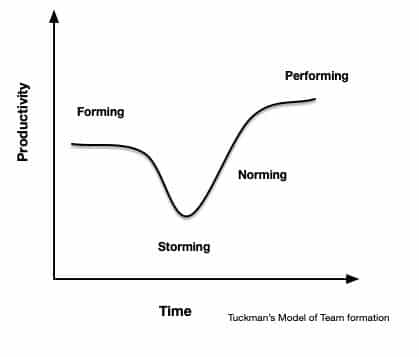 Performing
Forming
Productivity
Norming
Storming
Time
Tuckman's Model of Team formation